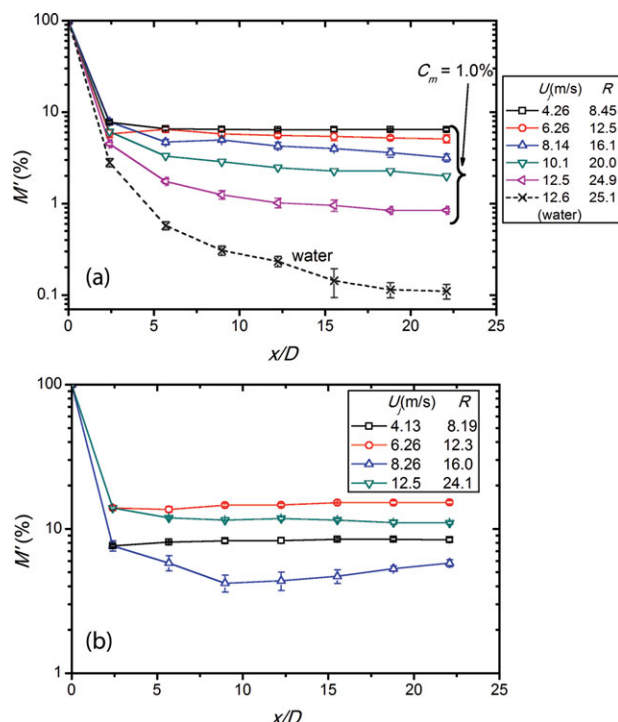 100
10
1
0.1
M' (%)
C_m = 1.0%
water
(a)
0 5 10 15 20 25
x/D
U_j(m/s) R
4.26 8.45
6.26 12.5
8.14 16.1
10.1 20.0
12.5 24.9
12.6 25.1
(water)
100
10
1
M' (%)
U_j(m/s) R
4.13 8.19
6.26 12.3
8.26 16.0
12.5 24.1
(b)
0 5 10 15 20 25
x/D